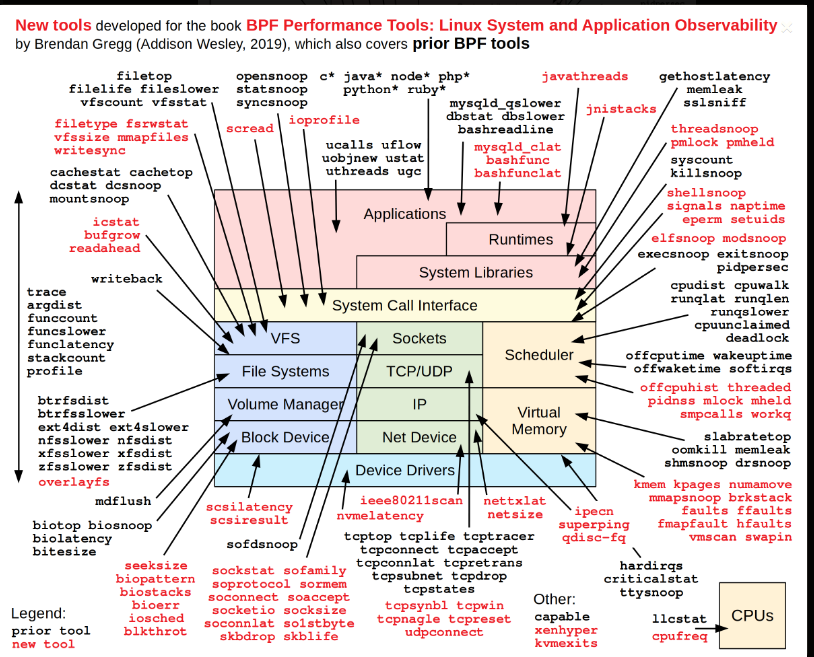 New tools developed for the book BPF Performance Tools: Linux System and Application Observability
by Brendan Gregg (Addison Wesley, 2019), which also covers prior BPF tools
filetop
filelife fileslower
vfscount vfsstat
opensnoop
statsnoop
syncsnoop
c* java* node* php*
python* ruby*
javathreads
gethostlatency
memleak
sslsniff
filetype fsrwstat
vfssize mmapfiles
writesync
scread
ioprofile
mysqld_qslower
dbstat dbslower
bashreadline
jnistacks
threadsnoop
pmlock pmheld
ucalls uflow
uobjnew ustat
uthreads ugc
mysqld_clat
bashfunc
bashfunclat
syscount
killsnoop
cachestat cachetop
dcstat dcsnoop
mountsnoop
shellsnoop
signals naptime
eperm setuids
icstat
bufgrow
readahead
elfsnoop modsnoop
execsnoop exitsnoop
pidpersec
writeback
cpudist cpuwalk
runqlat runqlen
runqslower
cpuunclaimed
deadlock
trace
argdist
funccount
funcslower
funclatency
stackcount
profile
Applications
Runtimes
System Libraries
System Call Interface
VFS
Sockets
Scheduler
File Systems
TCP/UDP
Volume Manager
IP
Virtual
Memory
Block Device
Net Device
Device Drivers
offcputime wakeuptime
offwaketime softirqs
offcpuhist threaded
pidnss mlock mheld
smpcalls workq
btrfsdist
btrfsslower
ext4dist ext4slower
nfsslower nfsdist
xfsslower xfsdist
zfsslower zfsdist
overlayfs
slabratetop
oomkill memleak
shmsnoop drsnoop
kmem kpages numamove
mmapsnoop brkstack
faults ffaults
fmapfault hfaults
vmscan swapin
mdflush
scsilatency
scsiresult
nvmelatency
ieee80211scan
nettxlat
netsize
ipecn
superping
qdisc-fq
biotop biosnoop
biolatency
bitesize
sofdsnoop
tcptop tcplife tcptracer
tcpconnect tcpaccept
tcpconnlat tcpretrans
tcpsubnet tcpdrop
tcpstates
hardirqs
criticalstat
ttysnoop
seeksize
biopattern
biostacks
bioerr
iosched
blkthrot
sockstat sofamily
soprotocol sormem
soconnect soaccept
socketio socksize
soconnlat so1stbyte
skbdrop skblife
tcpsynbl tcpwin
tcpnagle tcpreset
udpconnect
Other:
capable
xenhyper
kvmexits
llcstat
cpufreq
CPUs
Legend:
prior tool
new tool